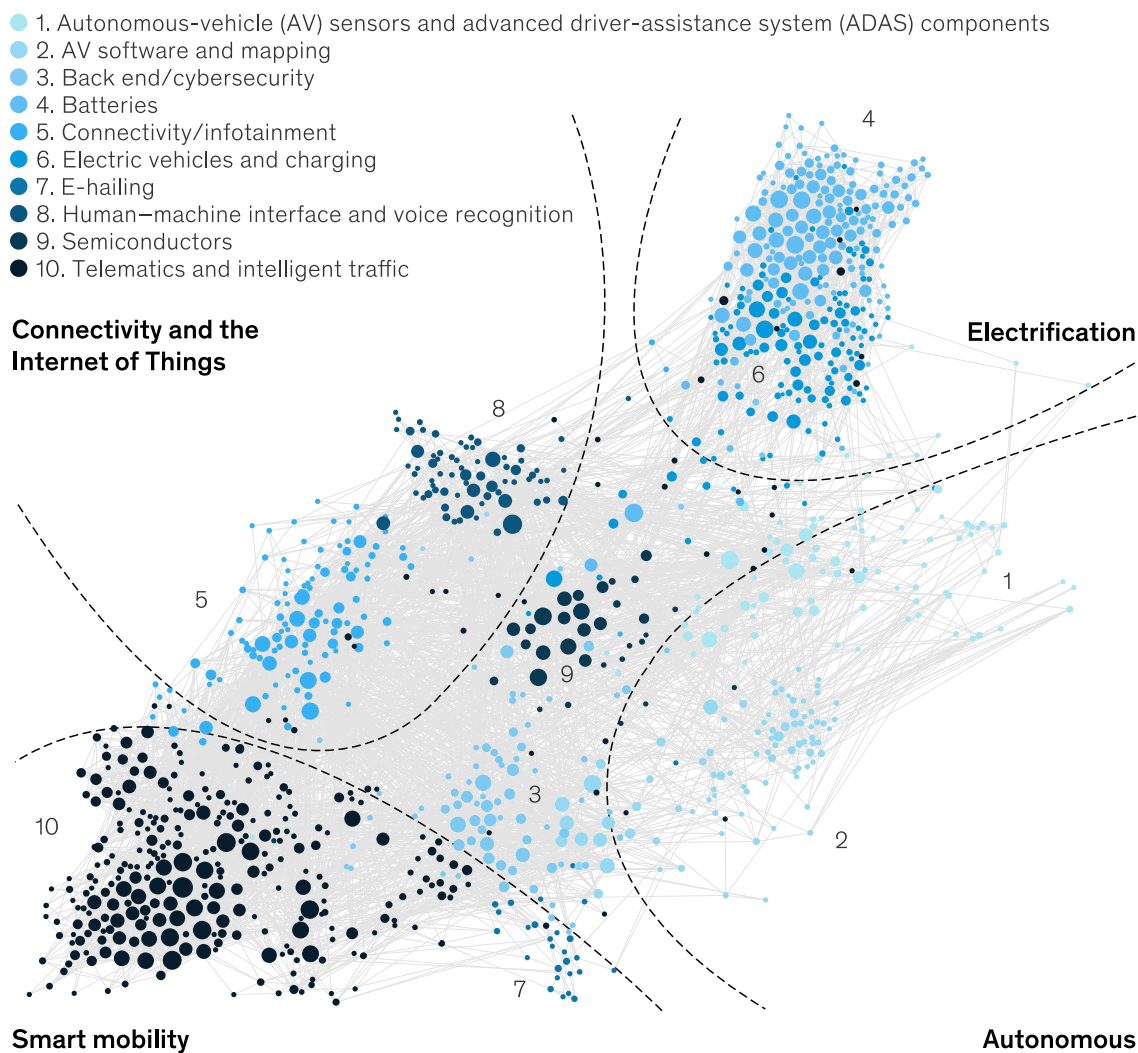 1. Autonomous-vehicle (AV) sensors and advanced driver-assistance system (ADAS) components
2. AV software and mapping
3. Back end/cybersecurity
4. Batteries
5. Connectivity/infotainment
6. Electric vehicles and charging
7. E-hailing
8. Human–machine interface and voice recognition
9. Semiconductors
10. Telematics and intelligent traffic
4
Connectivity and the
Internet of Things
Electrification
6
8
1
5
9
3
10
2
7
Smart mobility
Autonomous